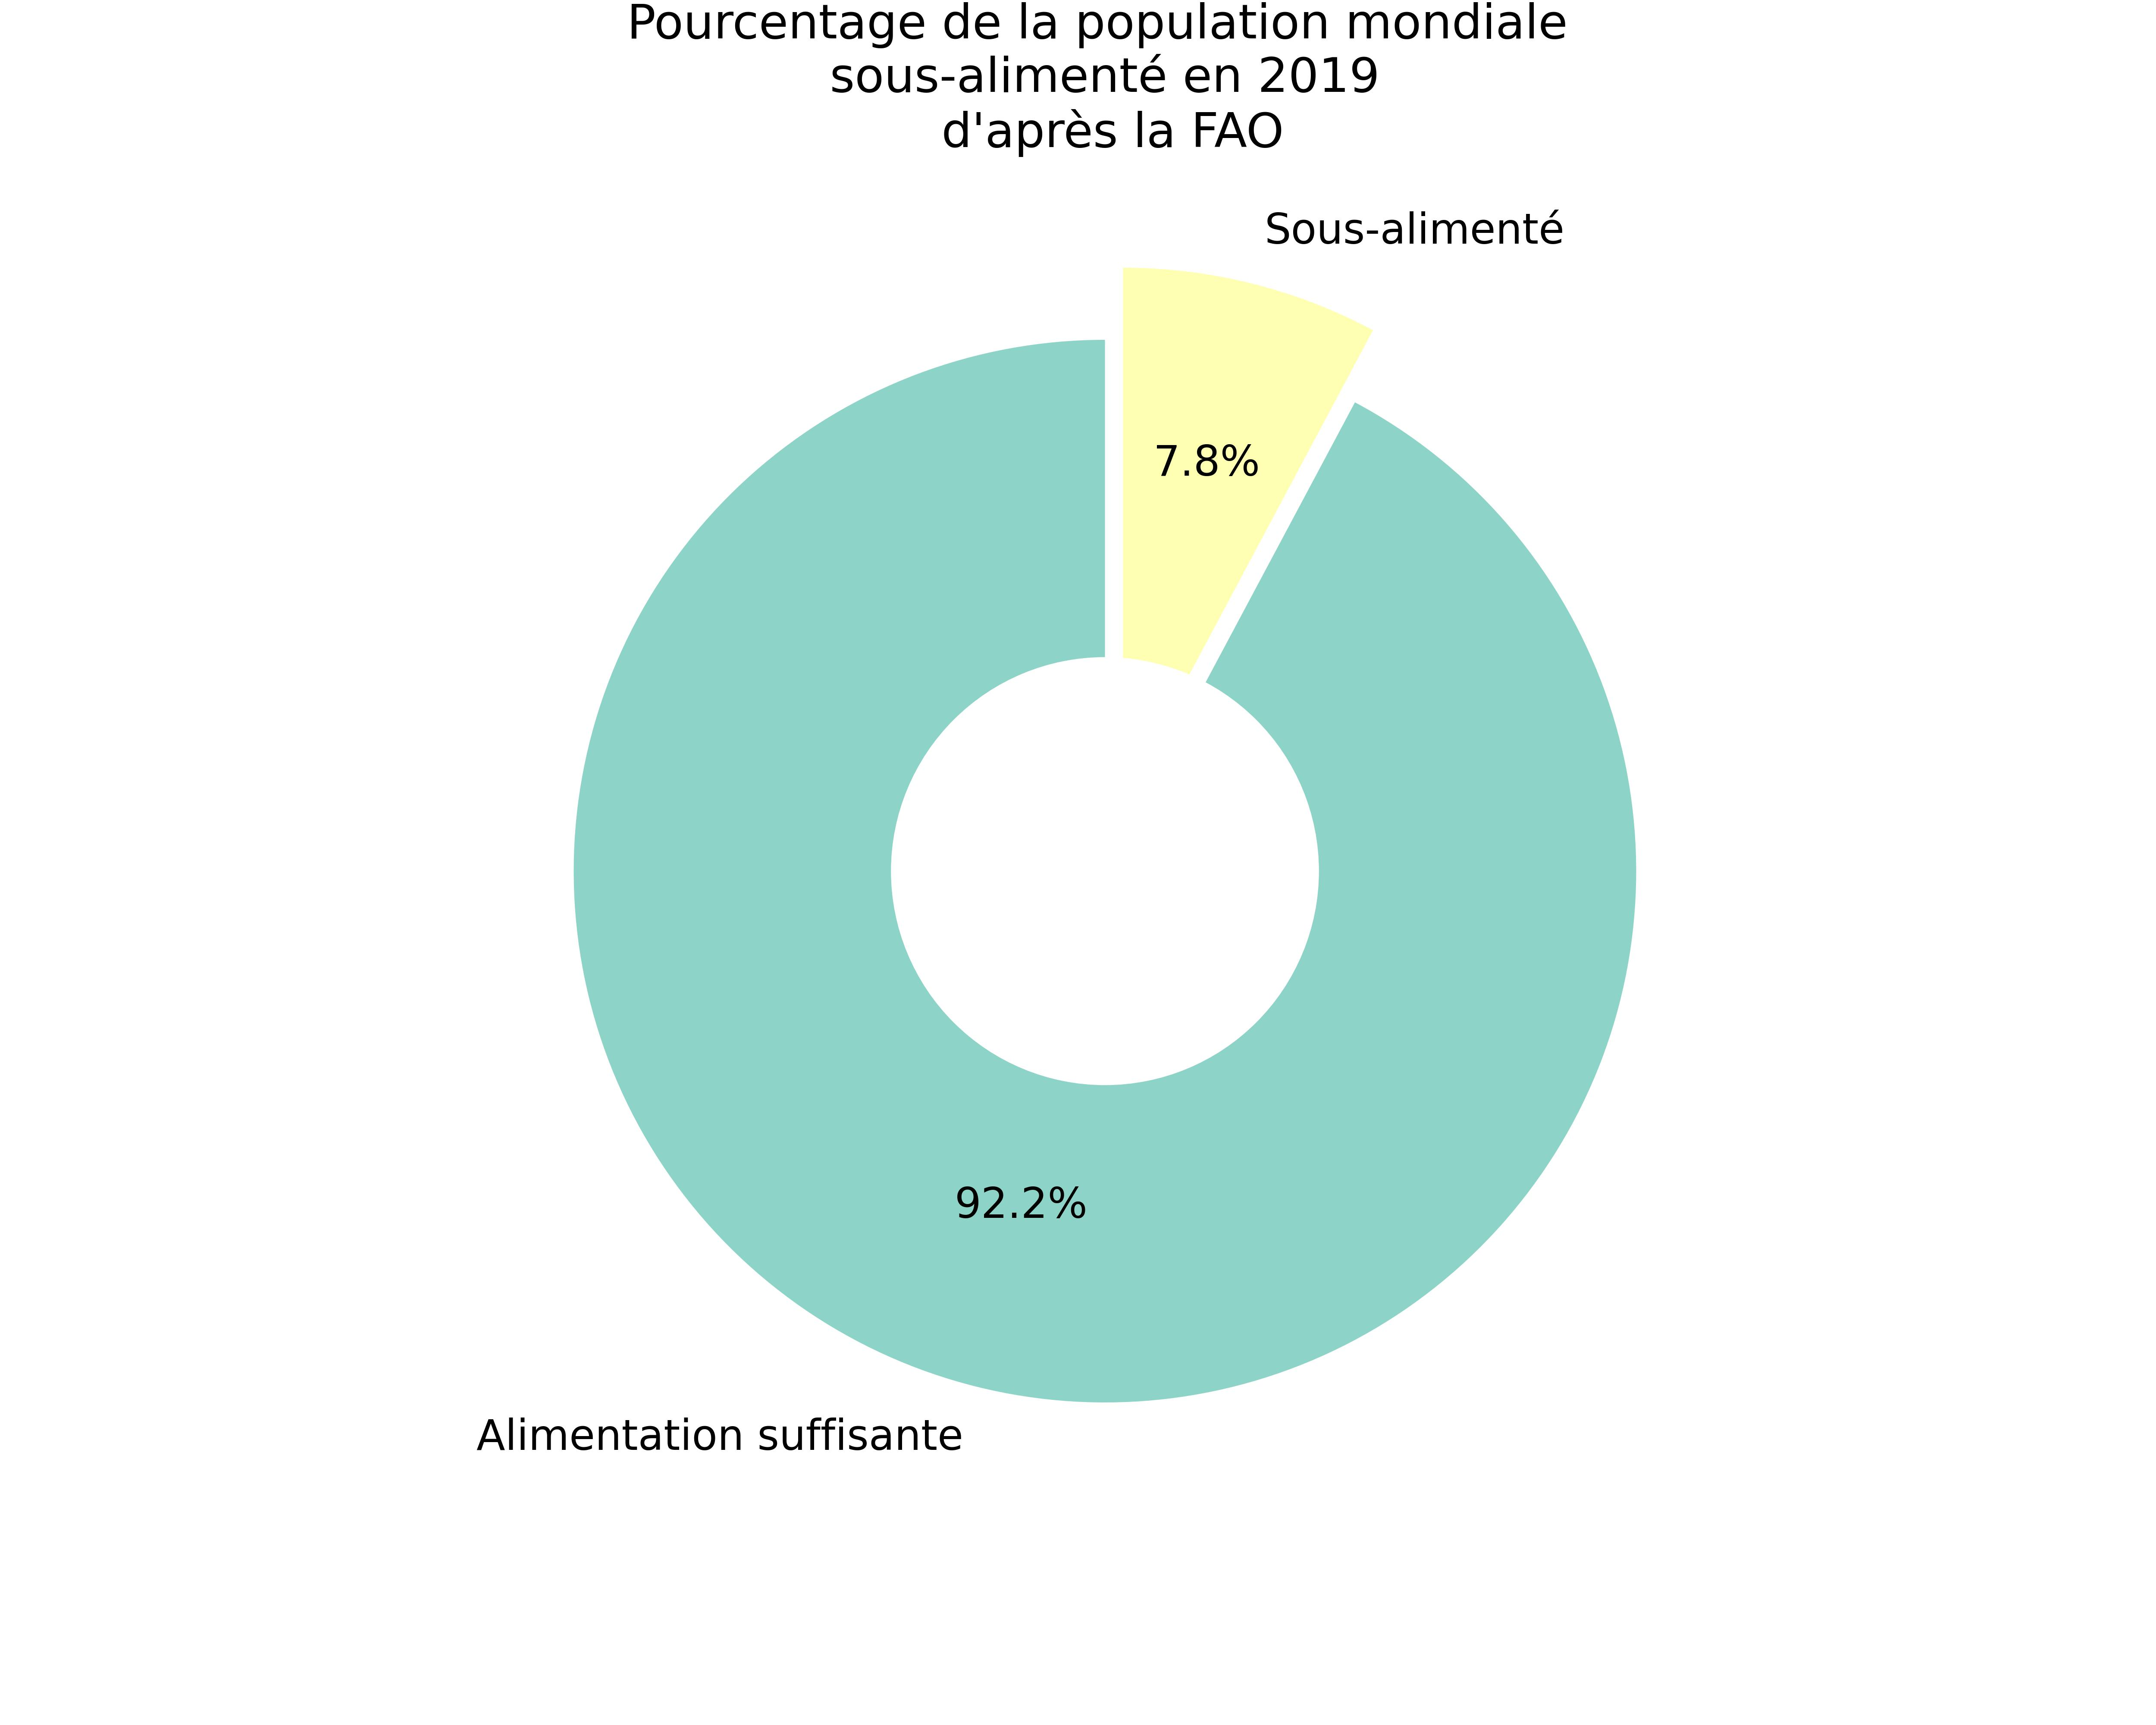 Pourcentage de la population mondiale
sous-alimenté en 2019
d'après la FAO
Sous-alimenté
7.8%
92.2%
Alimentation suffisante